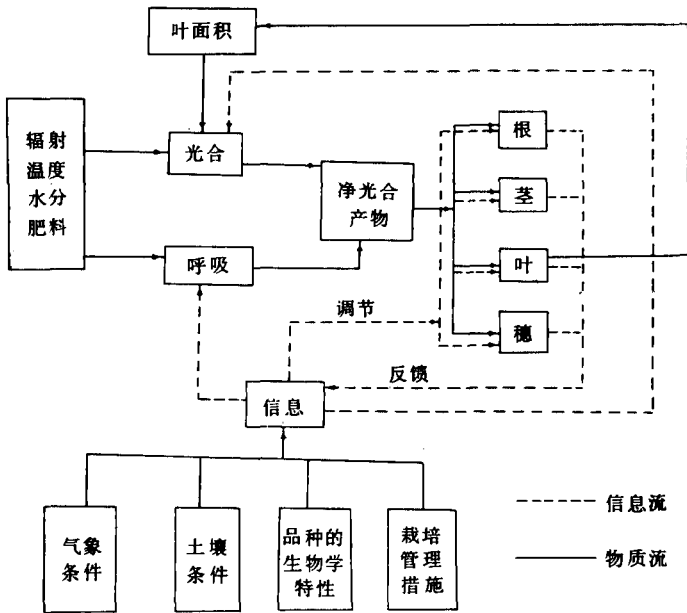 叶面积
辐射
温度
水分
肥料
光合
呼吸
净光合
产物
根
茎
叶
穗
调节
反馈
信息
气象
条件
土壤
条件
品种的
生物学
特性
栽培
管理
措施
信息流
物质流